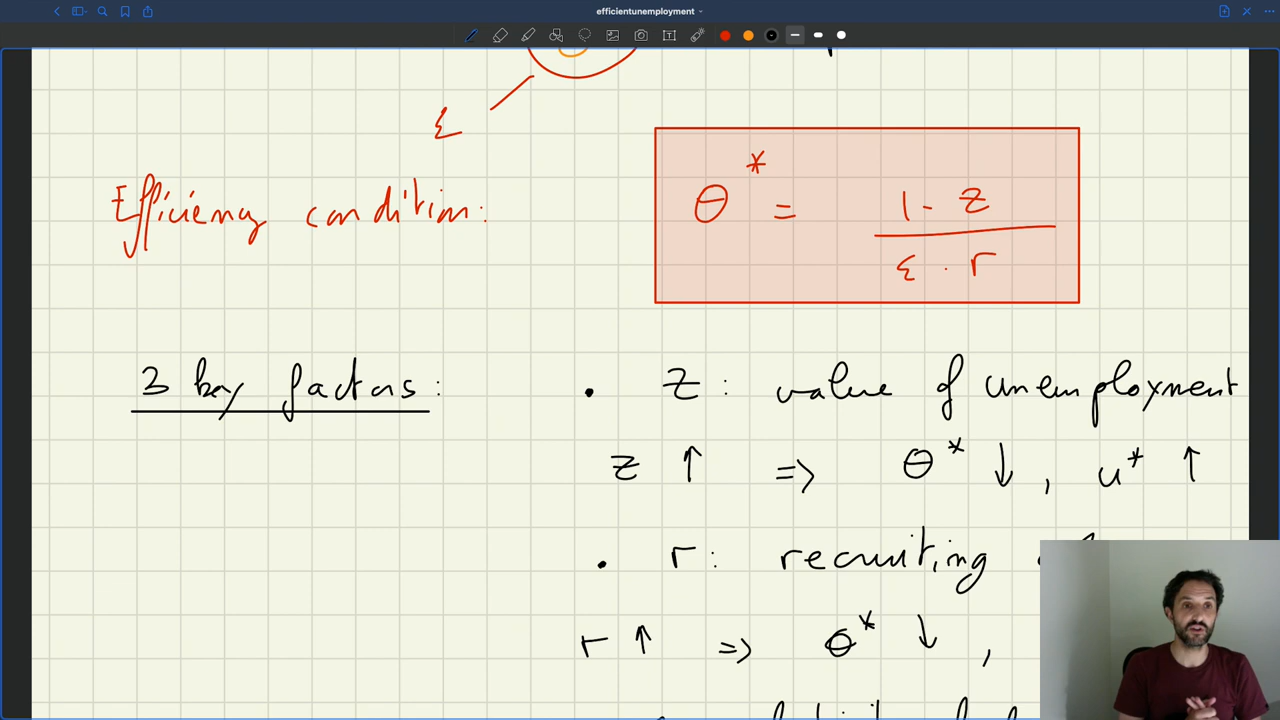 efficientunemployment
ε
Efficiency condition:
θ* = 1 - z / ε · r
3 key factors:
• z : value of unemployment
z ↑ => θ* ↓, u* ↑
• r : recruiting
r ↑ => θ* ↓,